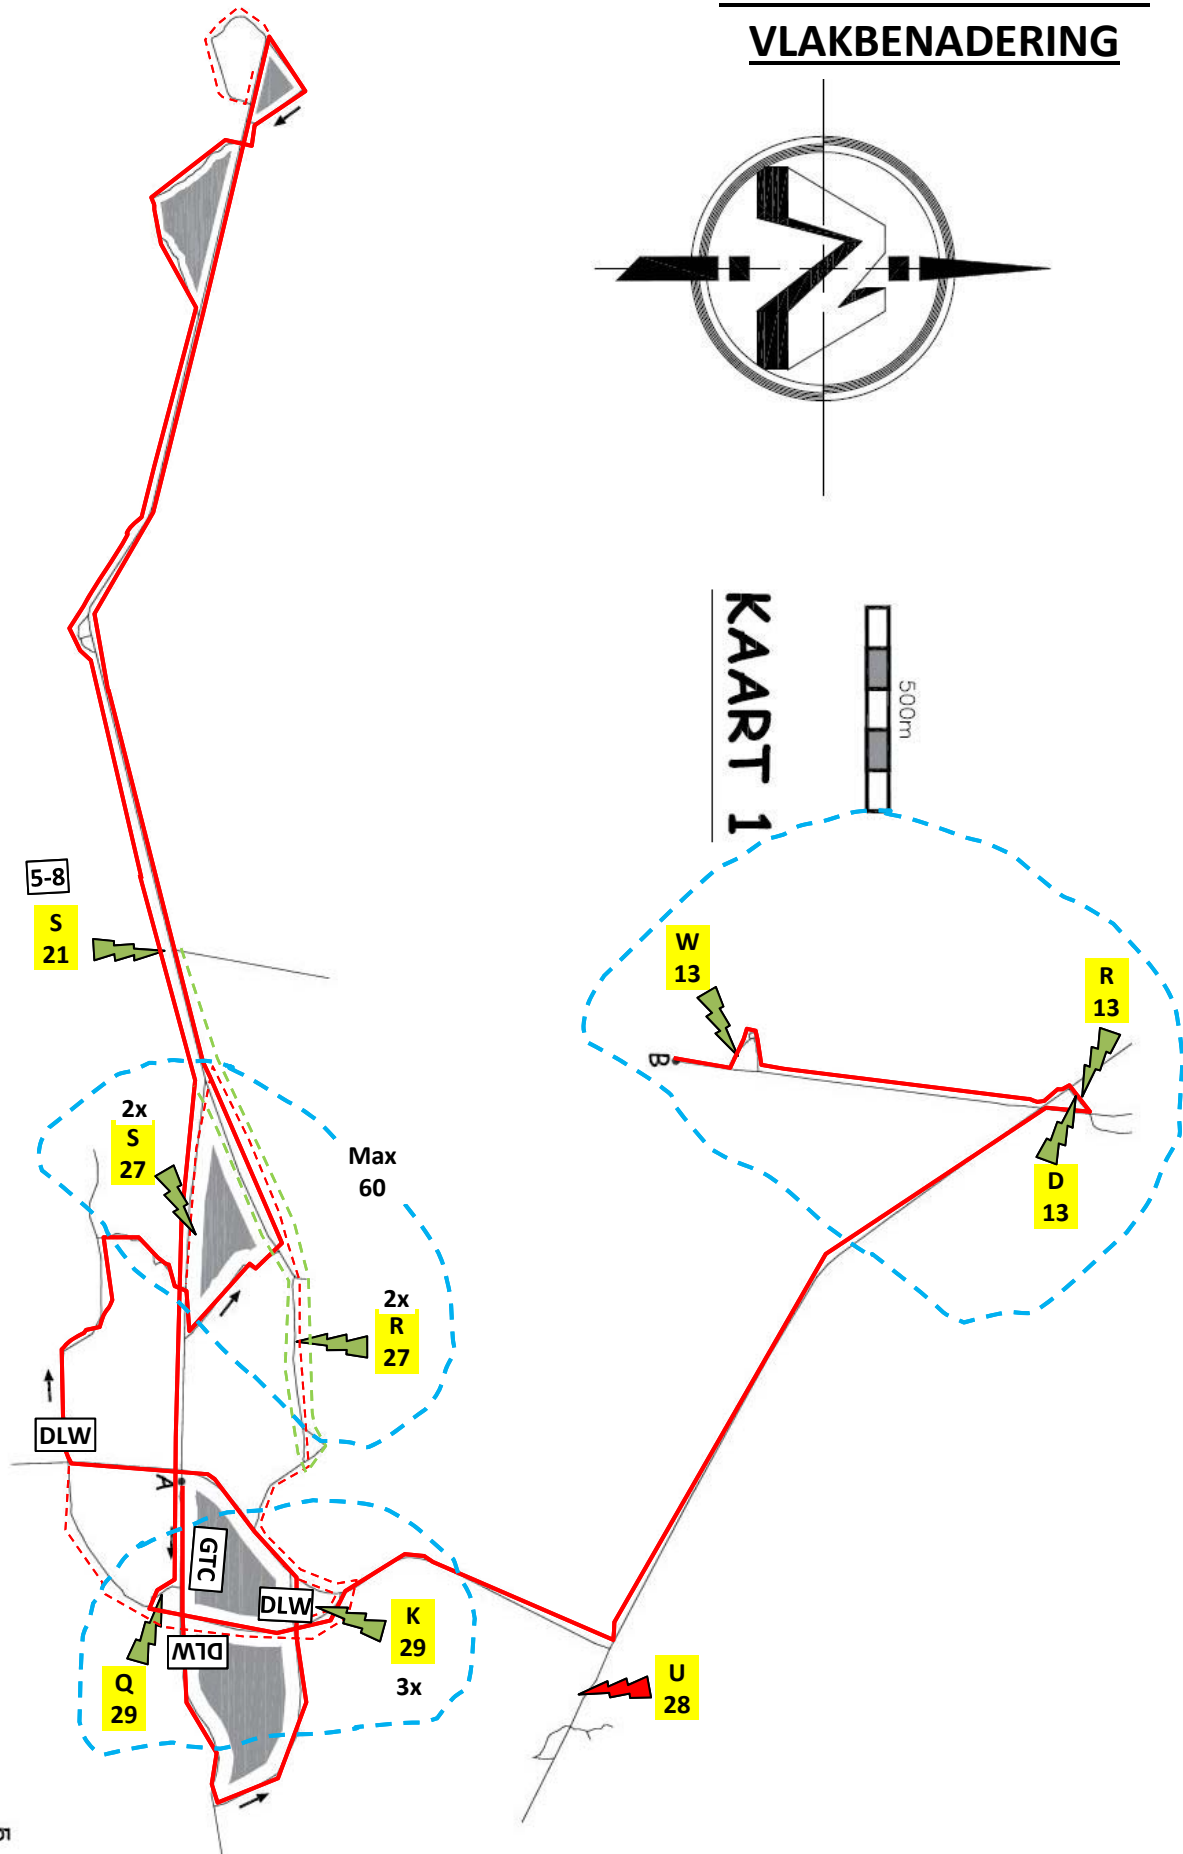 VLAKBENADERING
KAART 1
500m
5-8
S
21
W
13
R
13
B
D
13
2x
S
27
Max
60
2x
R
27
DLW
A
GTC
DLW
K
29
3x
DLW
Q
29
U
28